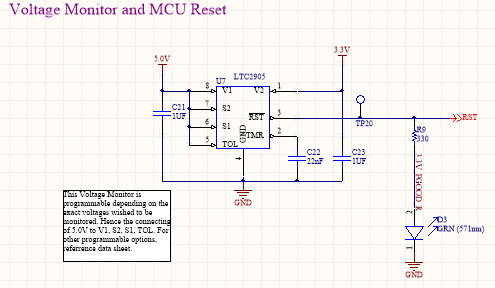 Voltage Monitor and MCU Reset
5.0V
3.3V
U7
LTC2905
8
V1
V2
1
C21
1UF
7
S2
RST
3
6
S1
GND
TMR
2
5
TOL
4
TP20
RST
R9
330
C22
22nF
C23
1UF
3.3V_PGOOD_R
GND
2
D3
GRN (571nm)
1
GND
This Voltage Monitor is
programmable depending on the
exact voltages wished to be
monitored. Hence the connecting
of 5.0V to V1, S2, S1, TOL. For
other programmable options,
reference data sheet.